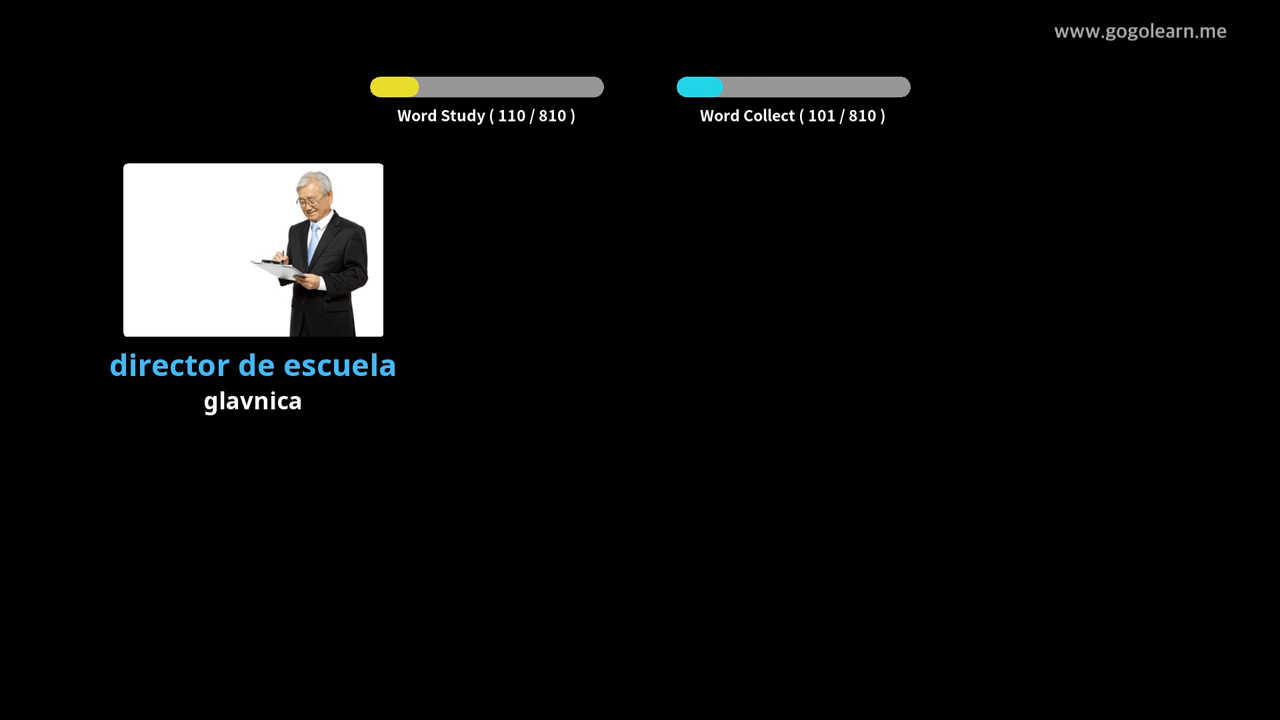 www.gogolearn.me
Word Study ( 110 / 810 )
Word Collect ( 101 / 810 )
director de escuela
glavnica